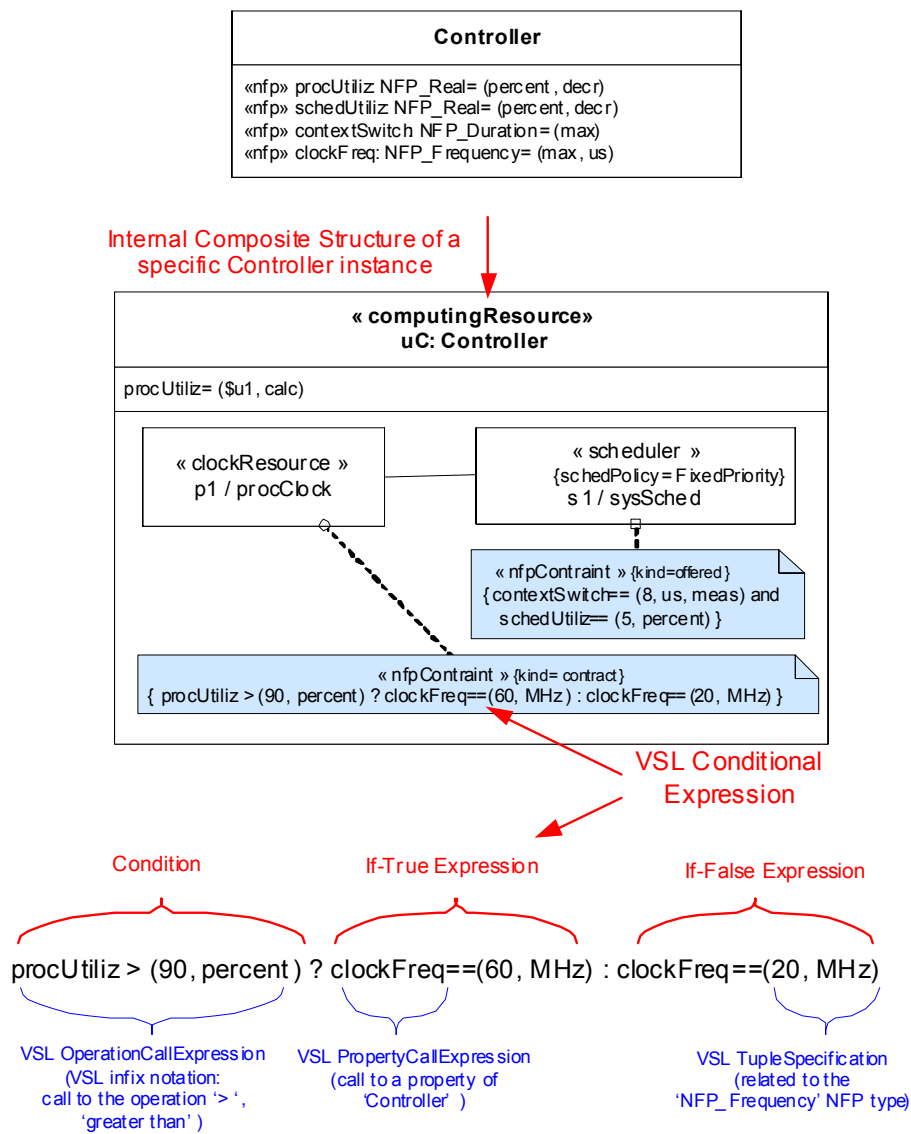 Controller
«nfp» procUtiliz NFP_Real= (percent, decr)
«nfp» schedUtiliz NFP_Real= (percent, decr)
«nfp» contextSwitch NFP_Duration= (max)
«nfp» clockFreq: NFP_Frequency= (max, us)
Internal Composite Structure of a
specific Controller instance
« computingResource»
uC: Controller
procUtiliz= ($u1, calc)
« clockResource »
p1 / procClock
« scheduler »
{schedPolicy=FixedPriority}
s1/ sysSched
« nfpContraint » {kind=offered }
{ contextSwitch== (8, us, meas) and
schedUtiliz== (5, percent) }
« nfpContraint » {kind= contract}
{ procUtiliz > (90, percent) ? clockFreq==(60, MHz) : clockFreq==(20, MHz) }
VSL Conditional
Expression
Condition
If-True Expression
If-False Expression
procUtiliz > (90, percent) ? clockFreq==(60, MHz) : clockFreq==(20, MHz)
VSL OperationCallExpression
(VSL infix notation:
call to the operation ‘> ‘,
‘greater than’ )
VSL PropertyCallExpression
(call to a property of
‘Controller’ )
VSL TupleSpecification
(related to the
‘NFP_Frequency’ NFP type)